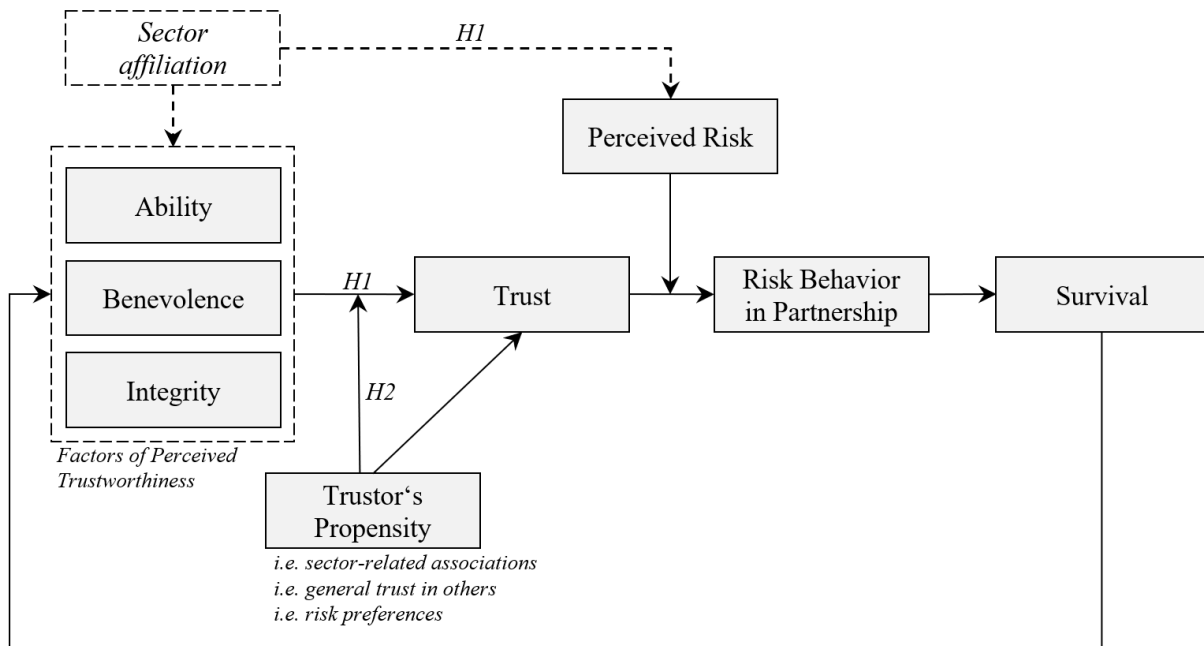 Sector
affiliation
H1
Perceived Risk
Ability
Benevolence
Integrity
H1
Trust
Risk Behavior
in Partnership
Survival
H2
Factors of Perceived
Trustworthiness
Trustor‘s
Propensity
i.e. sector-related associations
i.e. general trust in others
i.e. risk preferences